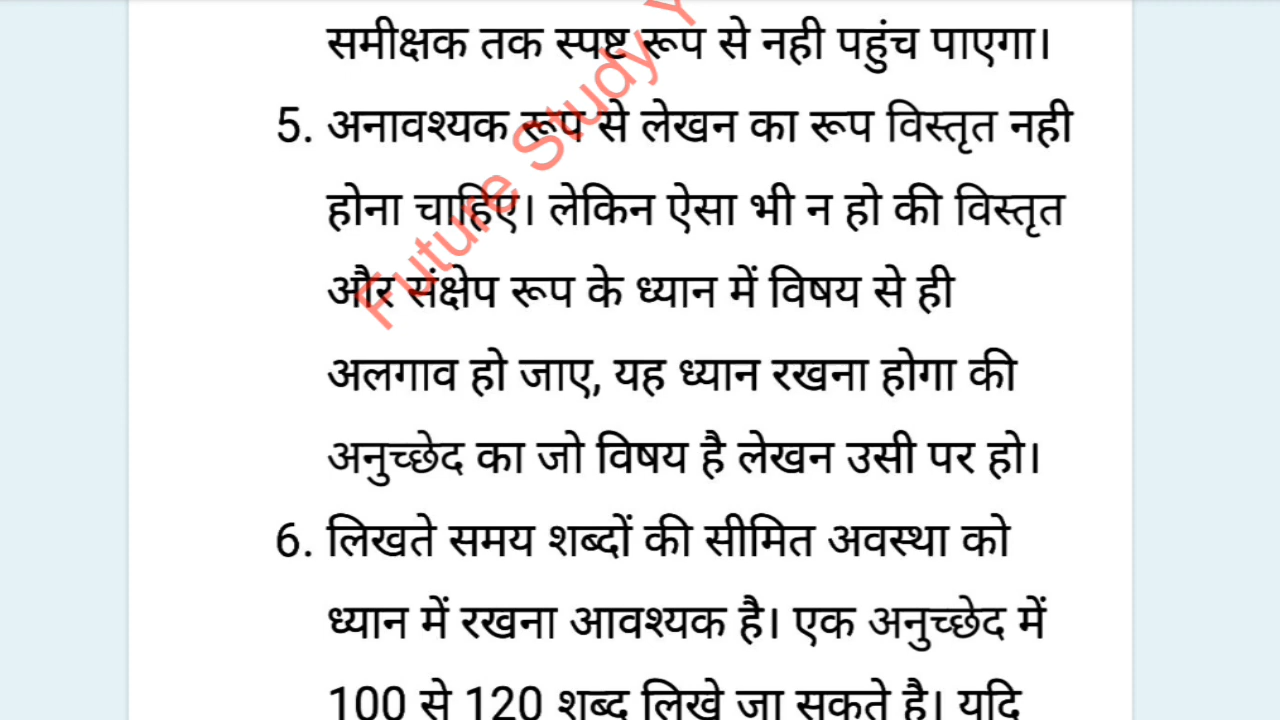 समीक्षक तक स्पष्ट रूप से नही पहुंच पाएगा।
5. अनावश्यक रूप से लेखन का रूप विस्तृत नही
होना चाहिए। लेकिन ऐसा भी न हो की विस्तृत
और संक्षेप रूप के ध्यान में विषय से ही
अलगाव हो जाए, यह ध्यान रखना होगा की
अनुच्छेद का जो विषय है लेखन उसी पर हो।
6. लिखते समय शब्दों की सीमित अवस्था को
ध्यान में रखना आवश्यक है। एक अनुच्छेद में
100 से 120 शब्द लिखे जा सकते है। यदि
Future Study Y